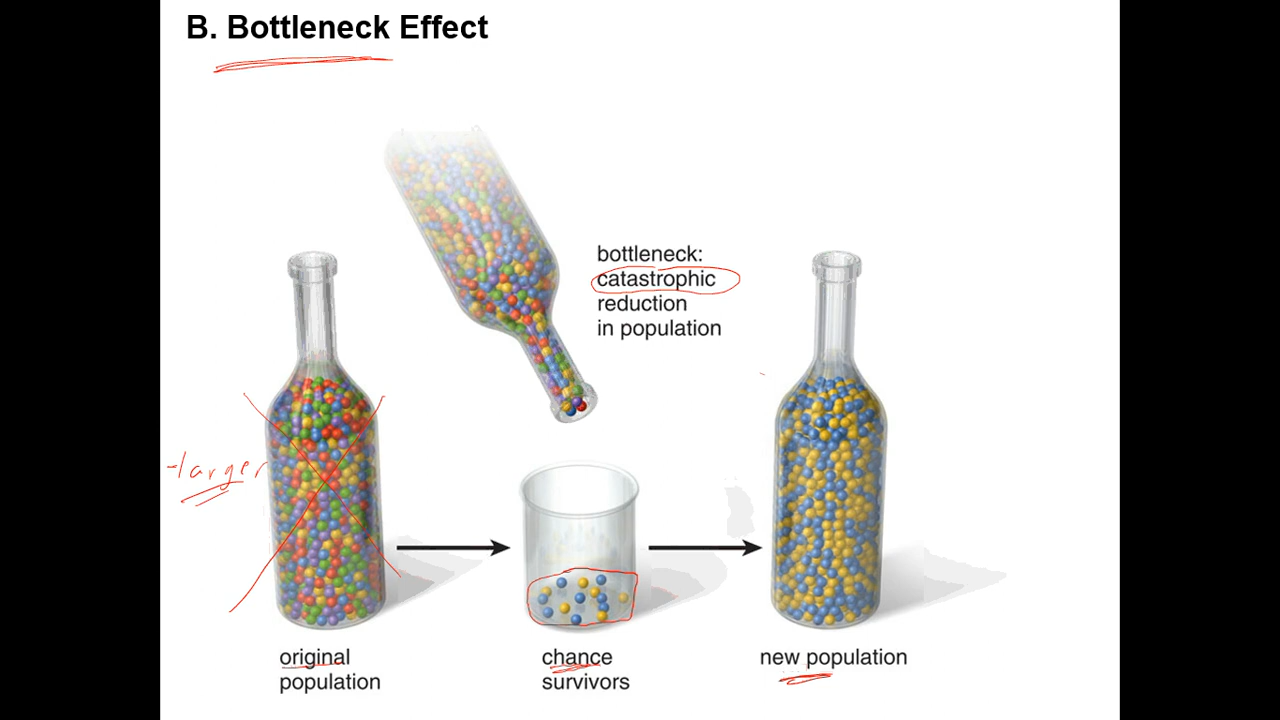 B. Bottleneck Effect
bottleneck:
catastrophic
reduction
in population
-larger
original
population
chance
survivors
new population